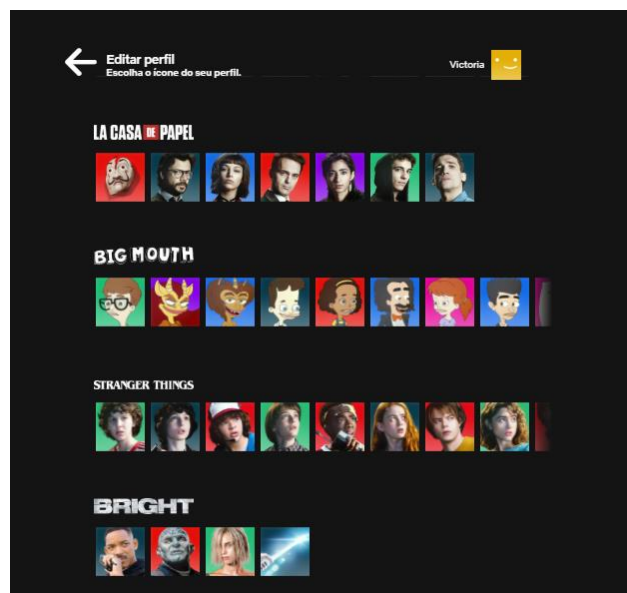 Editar perfil
Escolha o ícone do seu perfil.
Victoria
LA CASA DE PAPEL
BIG MOUTH
STRANGER THINGS
BRIGHT